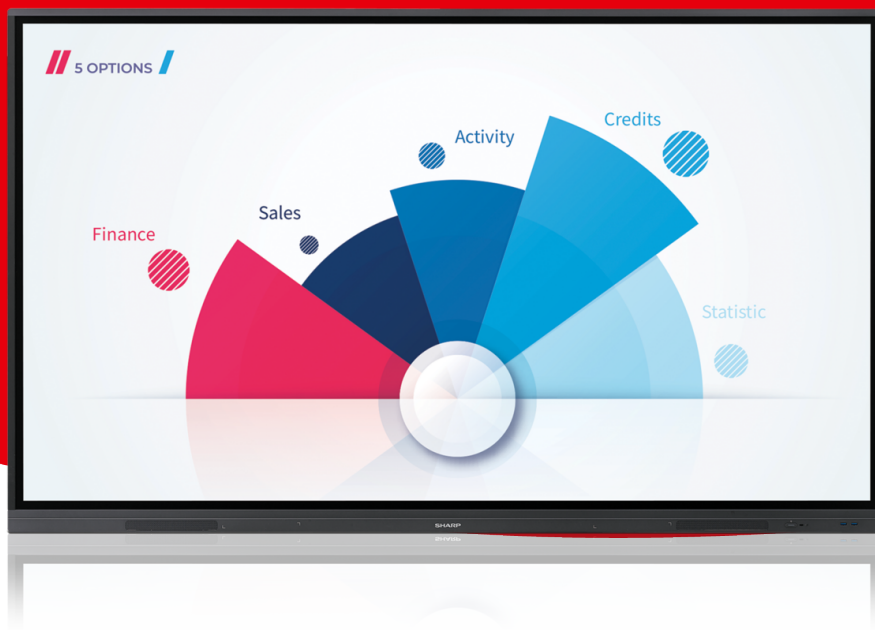 5 OPTIONS
Credits
Activity
Sales
Finance
Statistic
SHARP